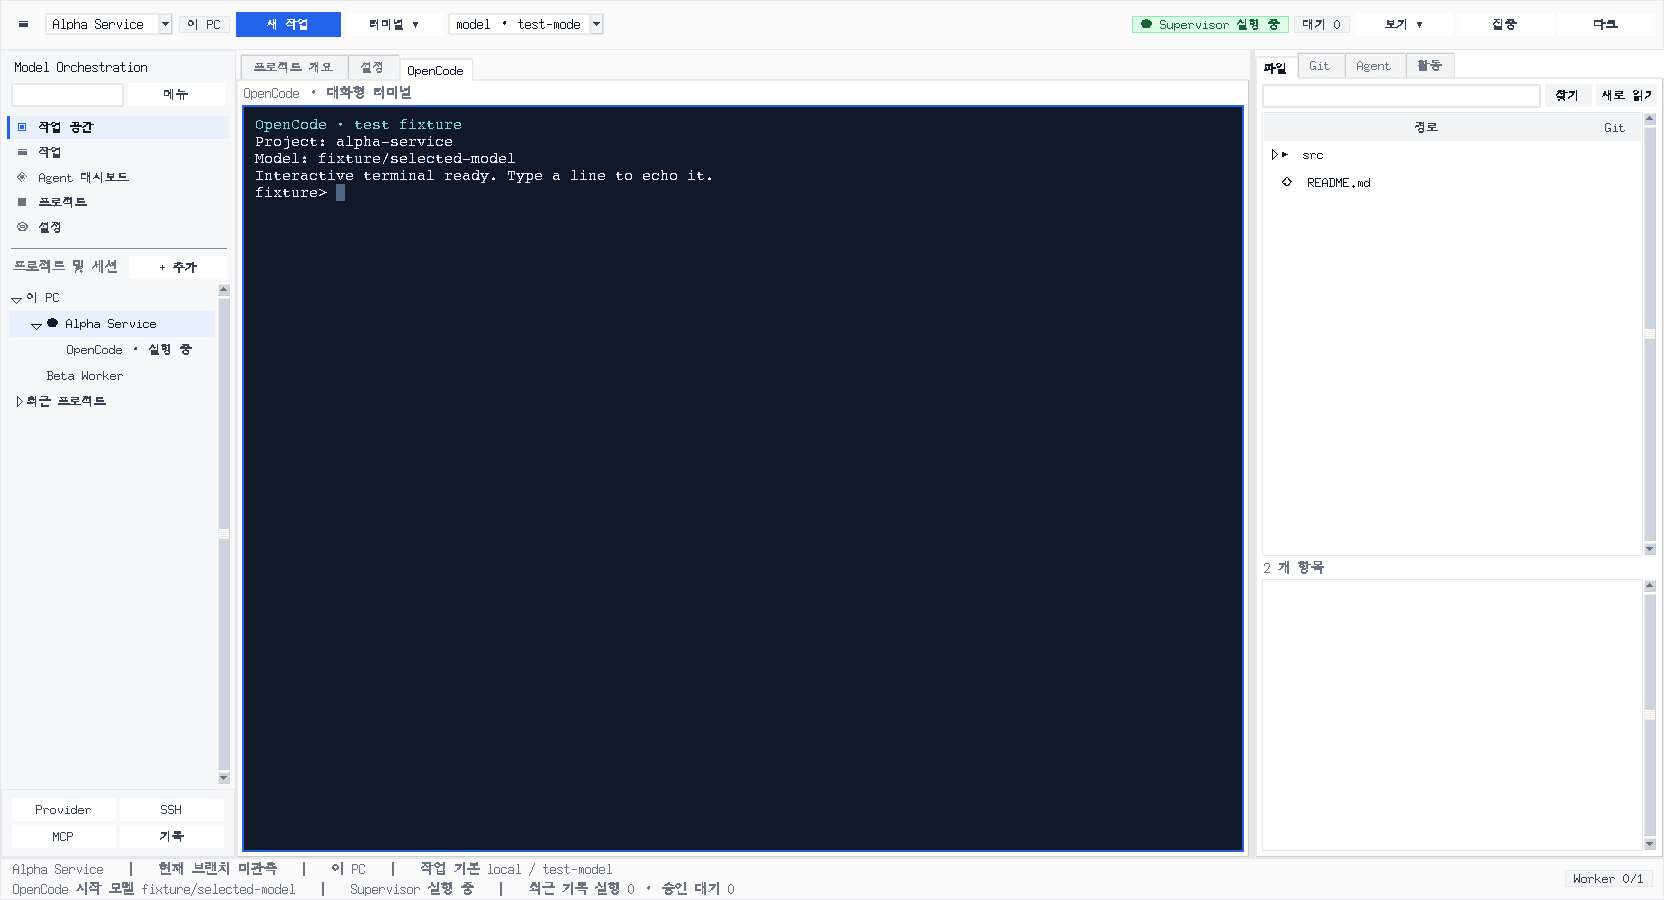 ≡ Alpha Service ▼ 이 PC 새 작업 터미널 ▼ model • test-mode ▼ ● Supervisor 실행 중 대기 0 보기 ▼ 집중 다크
Model Orchestration
메뉴
작업 공간
작업
Agent 대시보드
프로젝트
설정
프로젝트 및 세션 + 추가
이 PC
● Alpha Service
OpenCode • 실행 중
Beta Worker
최근 프로젝트
Provider SSH
MCP 기록
프로젝트 개요 설정 OpenCode
OpenCode • 대화형 터미널
OpenCode · test fixture
Project: alpha-service
Model: fixture/selected-model
Interactive terminal ready. Type a line to echo it.
fixture>
파일 Git Agent 활동
찾기 새로 읽기
경로 Git
src
README.md
2 개 항목
Alpha Service | 현재 브랜치 미관측 | 이 PC | 작업 기본 local / test-model
OpenCode 시작 모델 fixture/selected-model | Supervisor 실행 중 | 최근 기록 실행 0 • 승인 대기 0
Worker 0/1